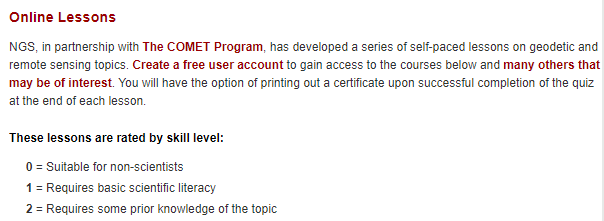 Online Lessons
NGS, in partnership with The COMET Program, has developed a series of self-paced lessons on geodetic and
remote sensing topics. Create a free user account to gain access to the courses below and many others that
may be of interest. You will have the option of printing out a certificate upon successful completion of the quiz
at the end of each lesson.
These lessons are rated by skill level:
0 = Suitable for non-scientists
1 = Requires basic scientific literacy
2 = Requires some prior knowledge of the topic